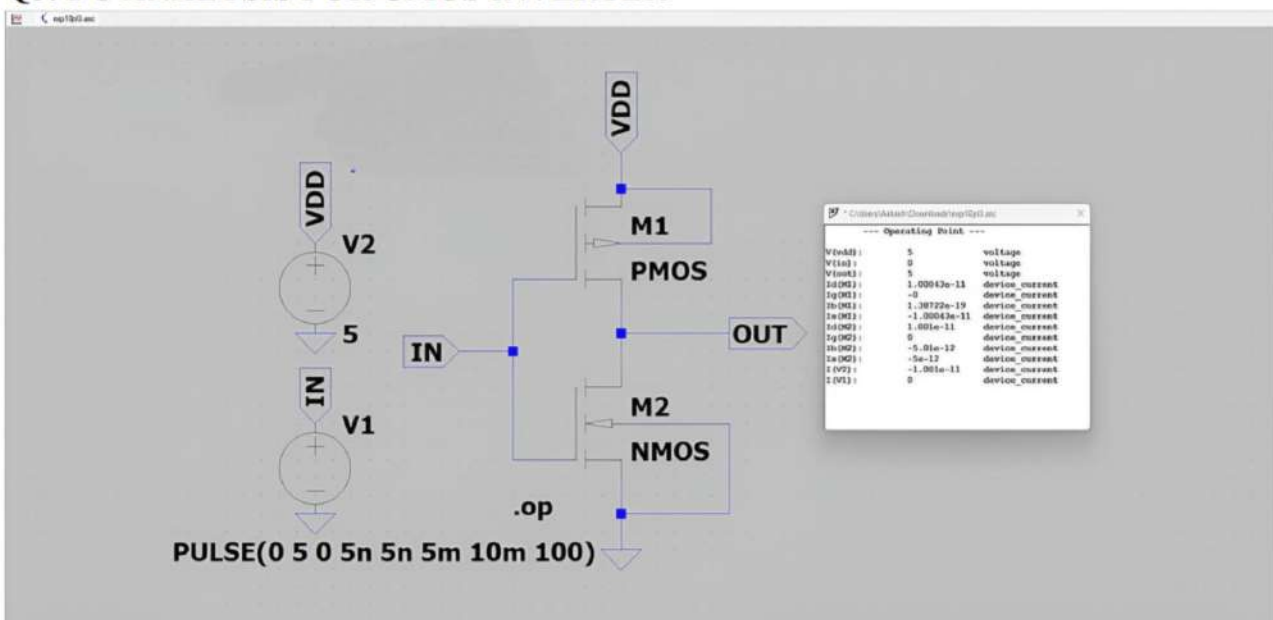 exp10pl3.asc
VDD
VDD
V2
5
IN
V1
PULSE(0 5 0 5n 5n 5m 10m 100)
IN
M1
PMOS
OUT
M2
NMOS
.op
--- Operating Point ---
V(vdd): 5 voltage
V(in): 0 voltage
V(out): 5 voltage
Id(M1): 1.00043e-11 device_current
Ig(M1): -0 device_current
Ib(M1): 1.38722e-19 device_current
Is(M1): -1.00043e-11 device_current
Id(M2): 1.001e-11 device_current
Ig(M2): 0 device_current
Ib(M2): -5.01e-12 device_current
Is(M2): -5e-12 device_current
I(V2): -1.001e-11 device_current
I(V1): 0 device_current